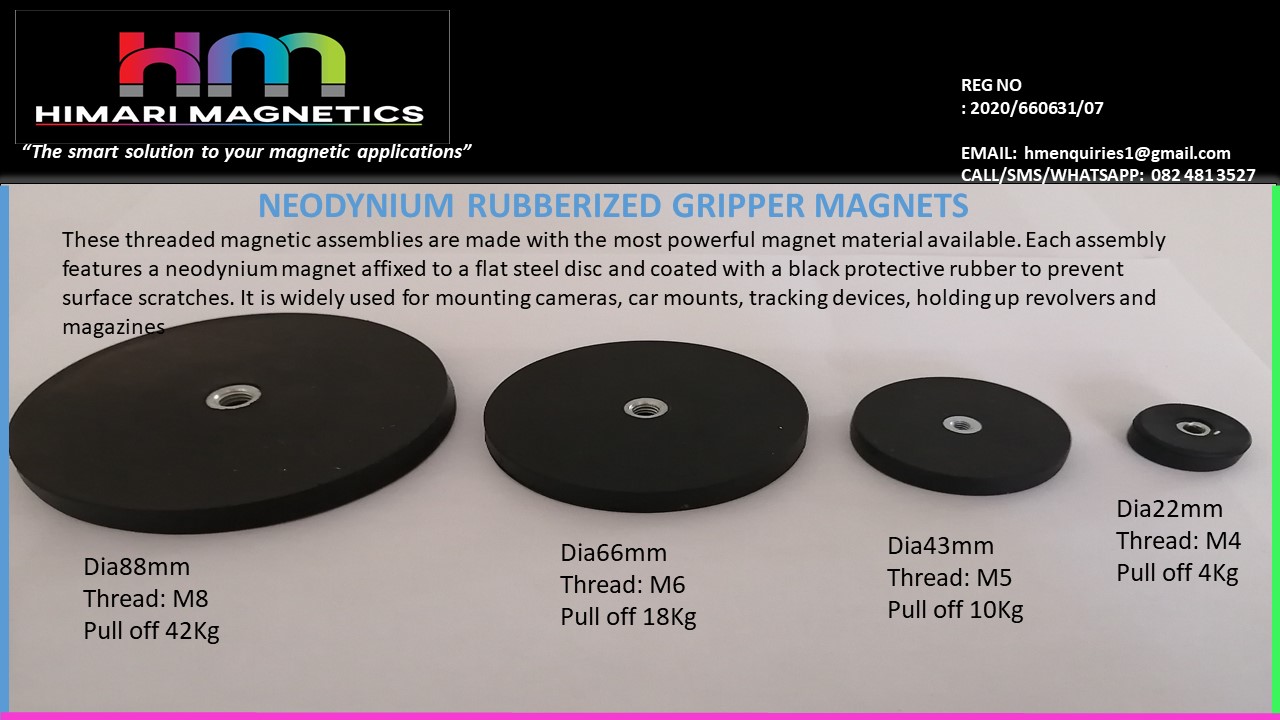 HM
HIMARI MAGNETICS
“The smart solution to your magnetic applications”
REG NO
: 2020/660631/07
EMAIL: hmenquiries1@gmail.com
CALL/SMS/WHATSAPP: 082 481 3527
NEODYNIUM RUBBERIZED GRIPPER MAGNETS
These threaded magnetic assemblies are made with the most powerful magnet material available. Each assembly
features a neodynium magnet affixed to a flat steel disc and coated with a black protective rubber to prevent
surface scratches. It is widely used for mounting cameras, car mounts, tracking devices, holding up revolvers and
magazines
Dia88mm
Thread: M8
Pull off 42Kg
Dia66mm
Thread: M6
Pull off 18Kg
Dia43mm
Thread: M5
Pull off 10Kg
Dia22mm
Thread: M4
Pull off 4Kg